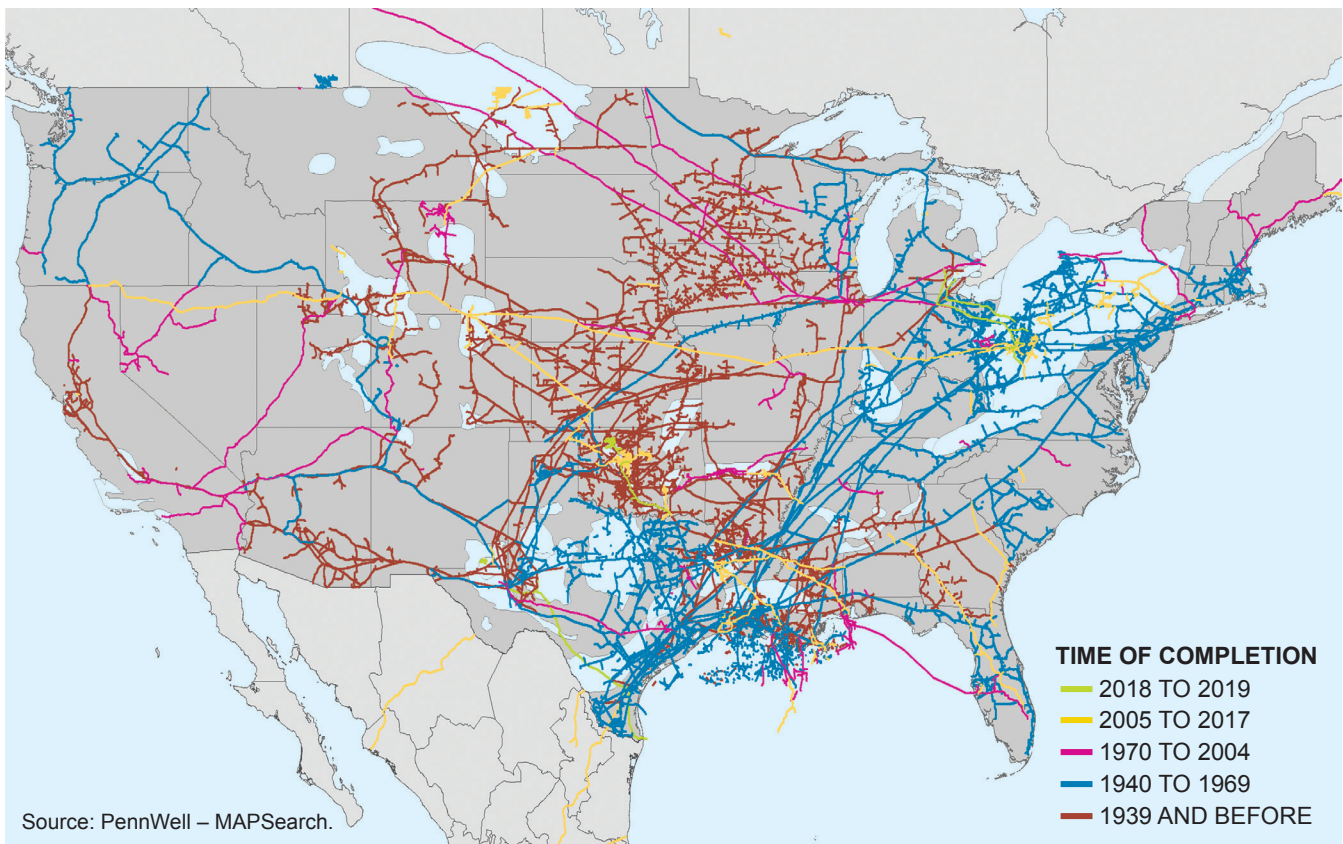 TIME OF COMPLETION
2018 TO 2019
2005 TO 2017
1970 TO 2004
1940 TO 1969
1939 AND BEFORE
Source: PennWell – MAPSearch.